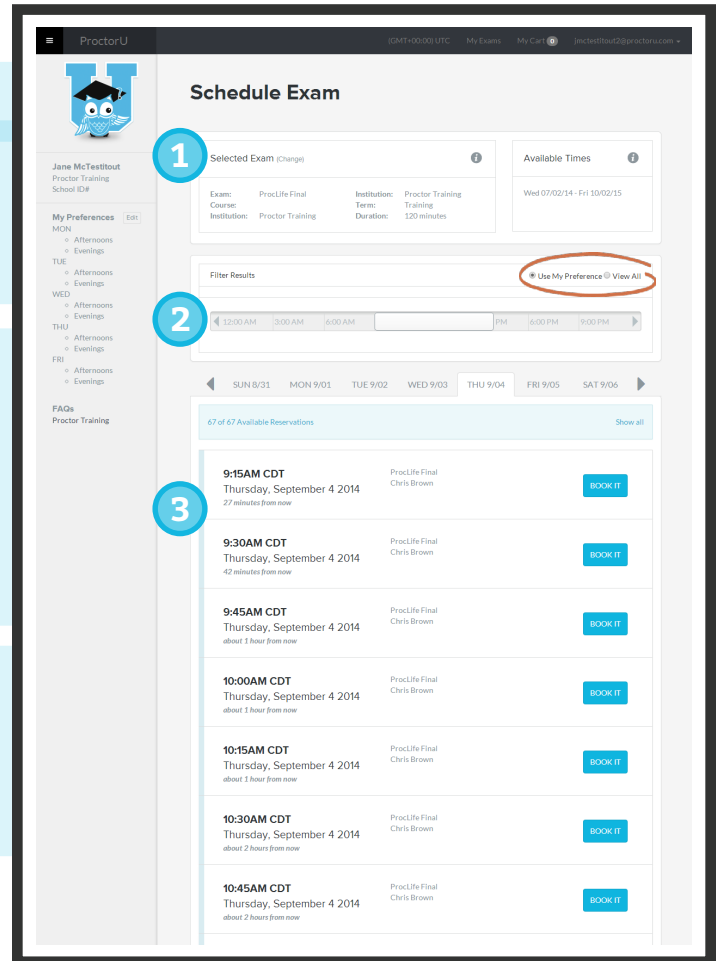 ≡ ProctorU (GMT+00:00) UTC My Exams My Cart 0 jmctestitout2@proctoru.com
U
Jane McTestitout
Proctor Training
School ID#
My Preferences Edit
MON
Afternoons
Evenings
TUE
Afternoons
Evenings
WED
Afternoons
Evenings
THU
Afternoons
Evenings
FRI
Afternoons
Evenings
FAQs
Proctor Training
Schedule Exam
1
Selected Exam (Change) i
Exam: ProcLife Final Institution: Proctor Training
Course: Term: Training
Institution: Proctor Training Duration: 120 minutes
Available Times i
Wed 07/02/14 - Fri 10/02/15
2
Filter Results Use My Preference View All
12:00 AM 3:00 AM 6:00 AM PM 6:00 PM 9:00 PM
SUN 8/31 MON 9/01 TUE 9/02 WED 9/03 THU 9/04 FRI 9/05 SAT 9/06
67 of 67 Available Reservations Show all
3
9:15AM CDT ProcLife Final
Thursday, September 4 2014 Chris Brown BOOK IT
27 minutes from now
9:30AM CDT ProcLife Final
Thursday, September 4 2014 Chris Brown BOOK IT
42 minutes from now
9:45AM CDT ProcLife Final
Thursday, September 4 2014 Chris Brown BOOK IT
about 1 hour from now
10:00AM CDT ProcLife Final
Thursday, September 4 2014 Chris Brown BOOK IT
about 1 hour from now
10:15AM CDT ProcLife Final
Thursday, September 4 2014 Chris Brown BOOK IT
about 1 hour from now
10:30AM CDT ProcLife Final
Thursday, September 4 2014 Chris Brown BOOK IT
about 2 hours from now
10:45AM CDT ProcLife Final
Thursday, September 4 2014 Chris Brown BOOK IT
about 2 hours from now